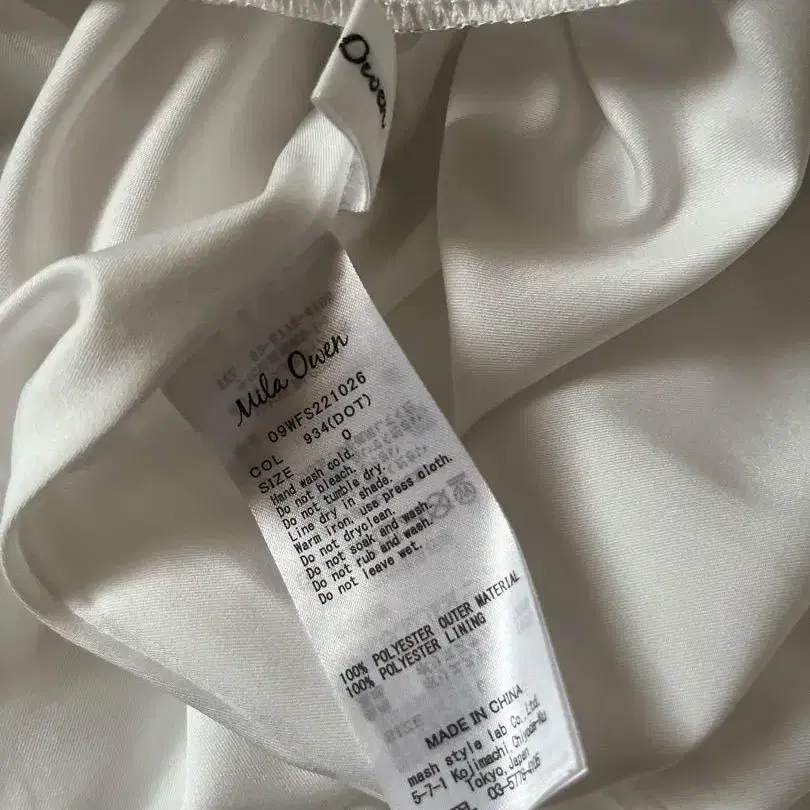 Owen
Mila Owen
09WFS221026
COL 934(DOT)
SIZE 0
Hand wash cold.
Do not bleach.
Do not tumble dry.
Line dry in shade.
Warm iron, use press cloth.
Do not dryclean.
Do not soak and wash.
Do not rub and wash.
Do not leave wet.
100% POLYESTER OUTER MATERIAL
100% POLYESTER LINING
MADE IN CHINA
mash style lab Co., Ltd.
5-7-1 Kojimachi, Chiyoda-Ku
Tokyo, Japan
TEL